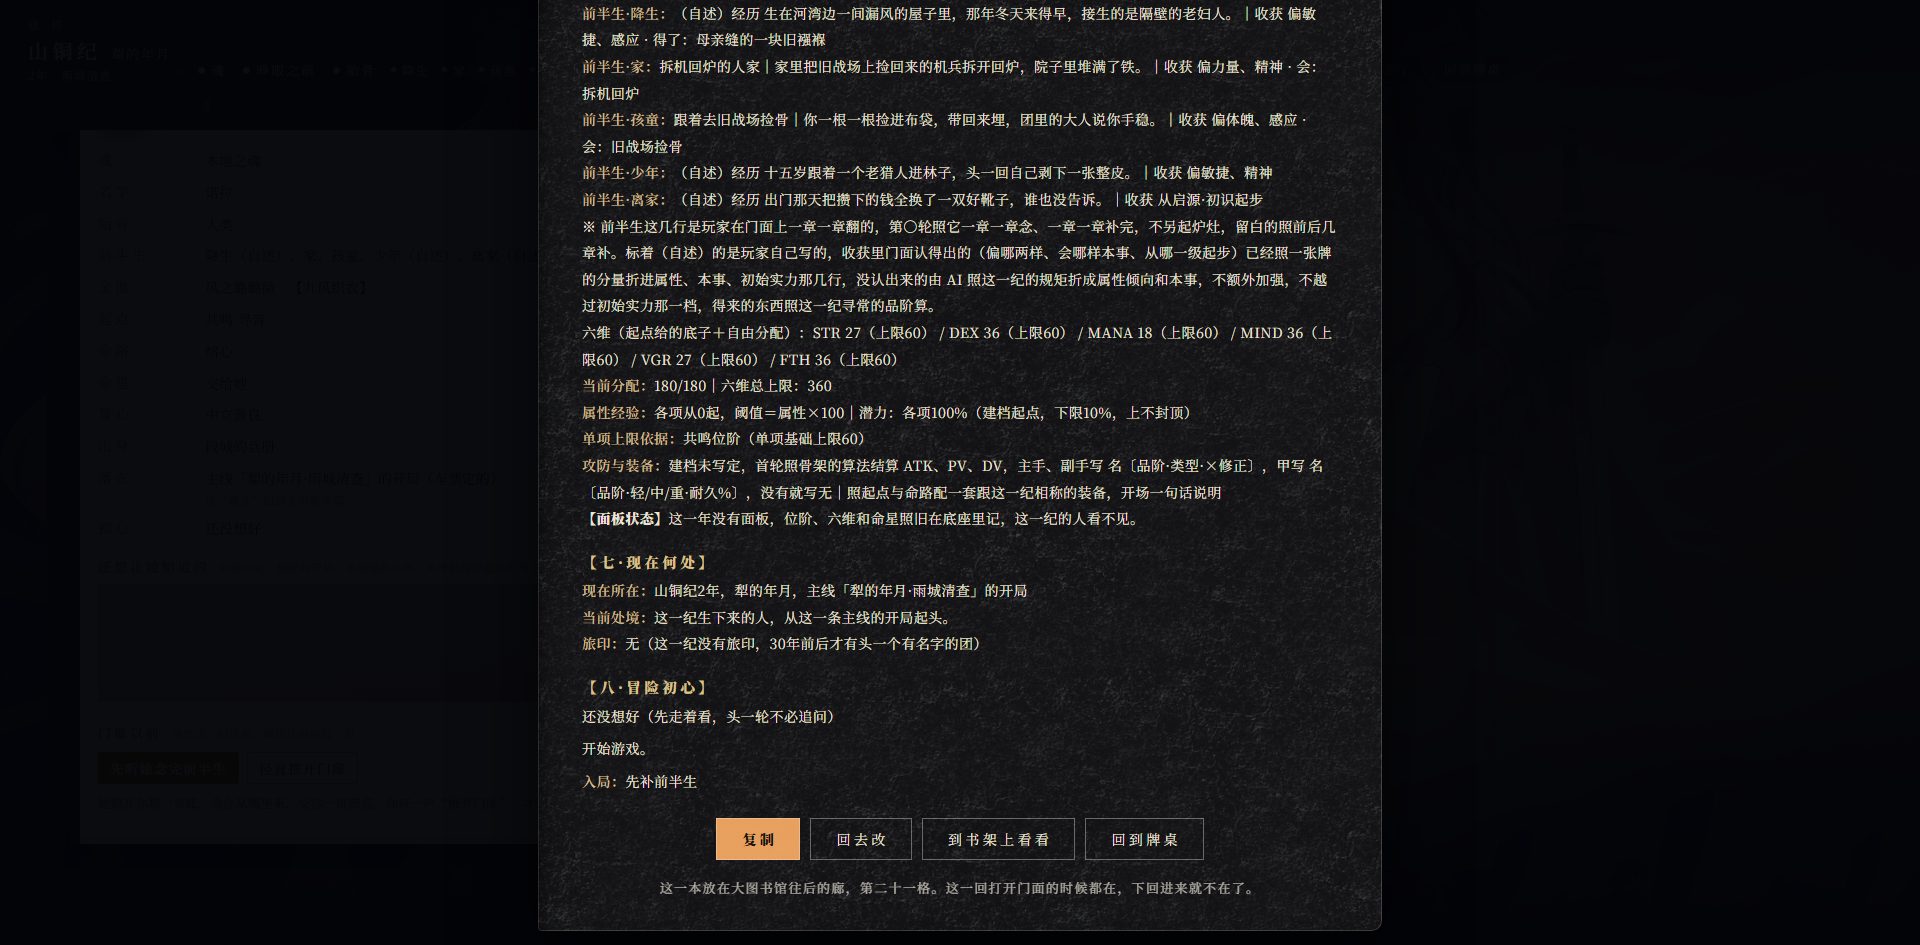 前半生·降生：（自述）经历 生在河湾边一间漏风的屋子里，那年冬天来得早，接生的是隔壁的老妇人。｜收获 偏敏
捷、感应 · 得了：母亲缝的一块旧襁褓
前半生·家：拆机回炉的人家｜家里把旧战场上捡回来的机兵拆开回炉，院子里堆满了铁。｜收获 偏力量、精神 · 会：
拆机回炉
前半生·孩童：跟着去旧战场捡骨｜你一根一根捡进布袋，带回来埋，团里的大人说你手稳。｜收获 偏体魄、感应 ·
会：旧战场捡骨
前半生·少年：（自述）经历 十五岁跟着一个老猎人进林子，头一回自己剥下一张整皮。｜收获 偏敏捷、精神
前半生·离家：（自述）经历 出门那天把攒下的钱全换了一双好靴子，谁也没告诉。｜收获 从启源·初识起步
※ 前半生这几行是玩家在门面上一章一章翻的，第〇轮照它一章一章念、一章一章补完，不另起炉灶，留白的照前后几
章补。标着（自述）的是玩家自己写的，收获里门面认得出的（偏哪两样、会哪样本事、从哪一级起步）已经照一张牌
的分量折进属性、本事、初始实力那几行，没认出来的由 AI 照这一纪的规矩折成属性倾向和本事，不额外加强，不越
过初始实力那一档，得来的东西照这一纪寻常的品阶算。
六维（起点给的底子＋自由分配）：STR 27（上限60） / DEX 36（上限60） / MANA 18（上限60） / MIND 36（上
限60） / VGR 27（上限60） / FTH 36（上限60）
当前分配：180/180｜六维总上限：360
属性经验：各项从0起，阈值＝属性×100｜潜力：各项100%（建档起点，下限10%，上不封顶）
单项上限依据：共鸣位阶（单项基础上限60）
攻防与装备：建档未写定，首轮照骨架的算法结算 ATK、PV、DV，主手、副手写 名〔品阶·类型·×修正〕，甲写 名
〔品阶·轻/中/重·耐久%〕，没有就写无｜照起点与命路配一套跟这一纪相称的装备，开场一句话说明
【面板状态】这一年没有面板，位阶、六维和命星照旧在底座里记，这一纪的人看不见。
【七·现在何处】
现在所在：山铜纪2年，犁的年月，主线「犁的年月·雨城清查」的开局
当前处境：这一纪生下来的人，从这一条主线的开局起头。
旅印：无（这一纪没有旅印，30年前后才有头一个有名字的团）
【八·冒险初心】
还没想好（先走着看，头一轮不必追问）
开始游戏。
入局：先补前半生
复制 回去改 到书架上看看 回到牌桌
这一本放在大图书馆往后的廊，第二十一格。这一回打开门面的时候都在，下回进来就不在了。